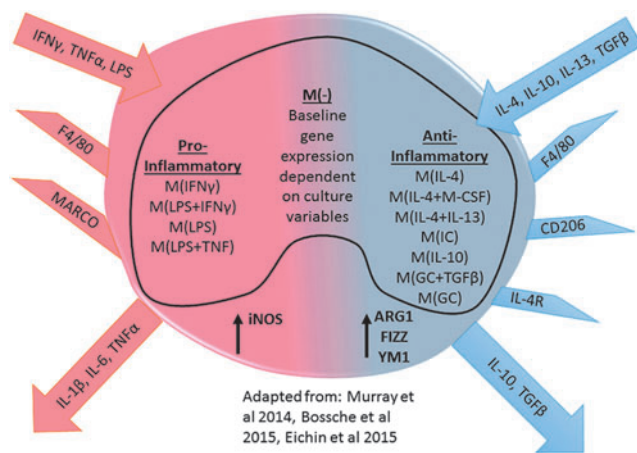 IFNγ, TNFα, LPS
F4/80
MARCO
IL-1β, IL-6, TNFα
Pro-
Inflammatory
M(IFNγ)
M(LPS+IFNγ)
M(LPS)
M(LPS+TNF)
M(-)
Baseline
gene
expression
dependent
on culture
variables
Anti-
Inflammatory
M(IL-4)
M(IL-4+M-CSF)
M(IL-4+IL-13)
M(IC)
M(IL-10)
M(GC+TGFβ)
M(GC)
iNOS
ARG1
FIZZ
YM1
IL-4, IL-10, IL-13, TGFβ
F4/80
CD206
IL-4R
IL-10, TGFβ
Adapted from: Murray et
al 2014, Bossche et al
2015, Eichin et al 2015